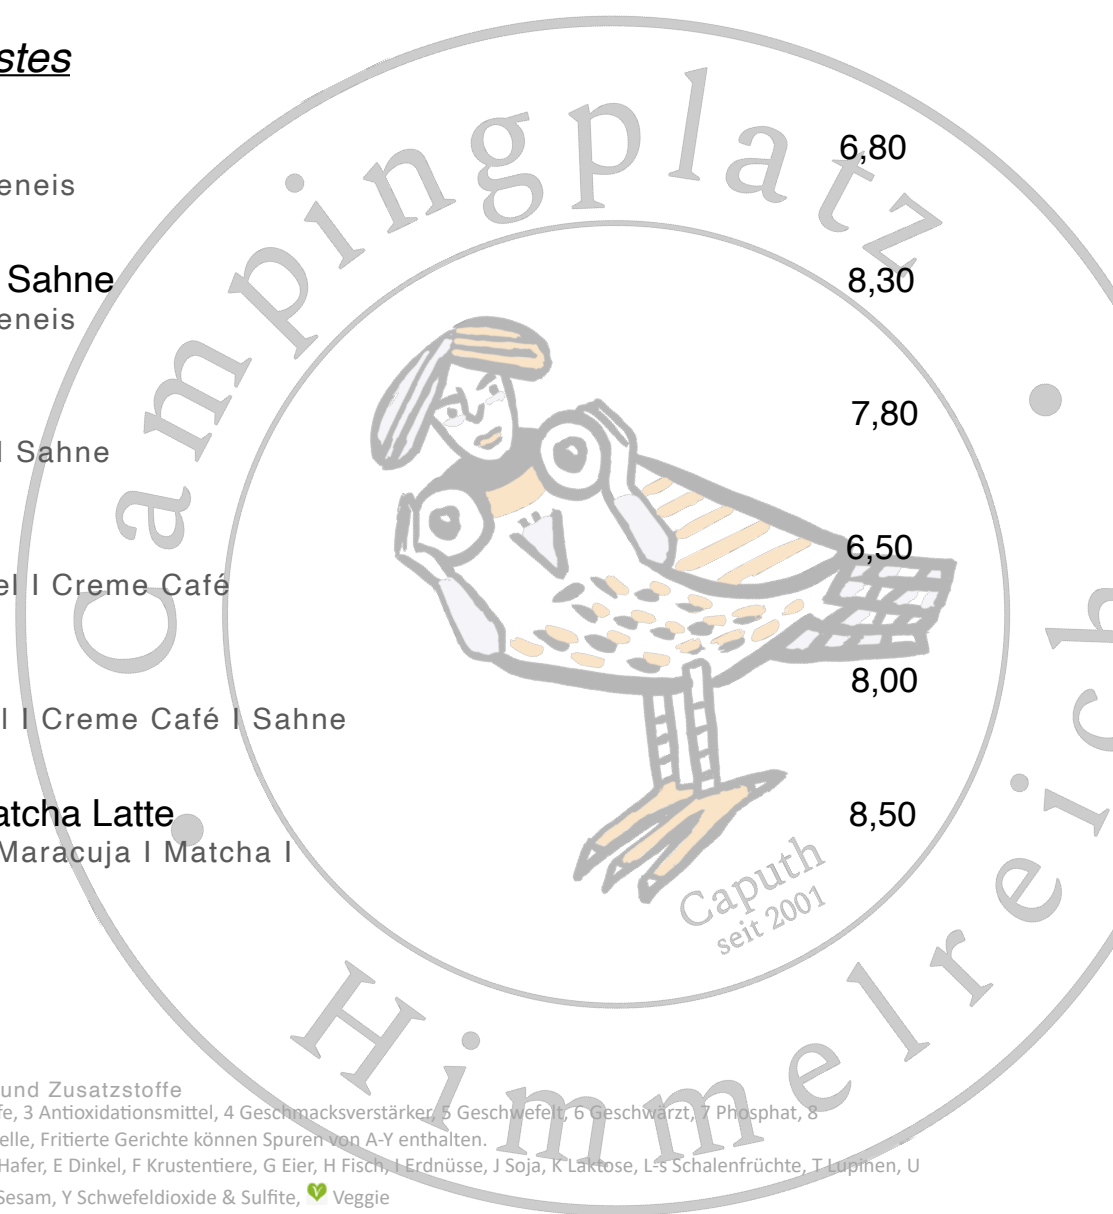 stes
6,80
eneis
Sahne 8,30
eneis
7,80
I Sahne
6,50
el I Creme Café
8,00
l I Creme Café I Sahne
atcha Latte 8,50
Maracuja I Matcha I
Campingplatz
Himmelreich
Caputh
seit 2001
und Zusatzstoffe
fe, 3 Antioxidationsmittel, 4 Geschmacksverstärker, 5 Geschwefelt, 6 Geschwärzt, 7 Phosphat, 8
elle, Fritierte Gerichte können Spuren von A-Y enthalten.
Hafer, E Dinkel, F Krustentiere, G Eier, H Fisch, I Erdnüsse, J Soja, K Laktose, L-s Schalenfrüchte, T Lupinen, U
Sesam, Y Schwefeldioxide & Sulfite, Veggie